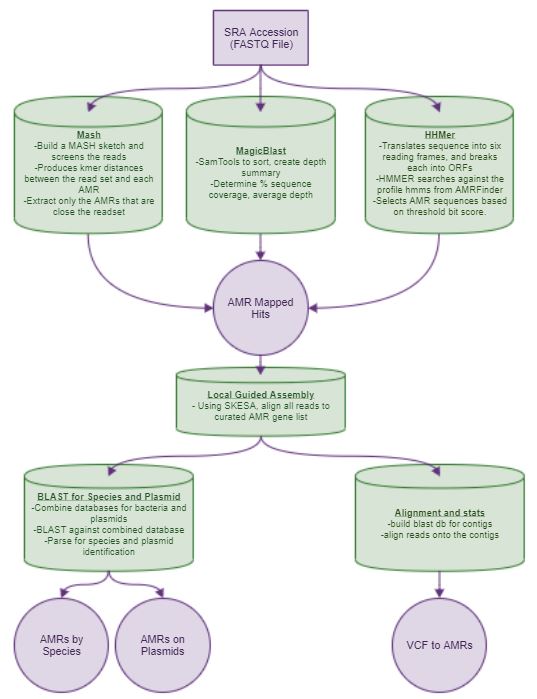 SRA Accession
(FASTQ File)
Mash
-Build a MASH sketch and
screens the reads
-Produces kmer distances
between the read set and each
AMR
-Extract only the AMRs that are
close the readset
MagicBlast
-SamTools to sort, create depth
summary
-Determine % sequence
coverage, average depth
HHMer
-Translates sequence into six
reading frames, and breaks
each into ORFs
-HMMER searches against the
profile hmms from AMRFinder
-Selects AMR sequences based
on threshold bit score.
AMR Mapped
Hits
Local Guided Assembly
- Using SKESA, align all reads to
curated AMR gene list
BLAST for Species and Plasmid
-Combine databases for bacteria and
plasmids
-BLAST against combined database
-Parse for species and plasmid
identification
Alignment and stats
-build blast db for contigs
-align reads onto the contigs
AMRs by
Species
AMRs on
Plasmids
VCF to AMRs